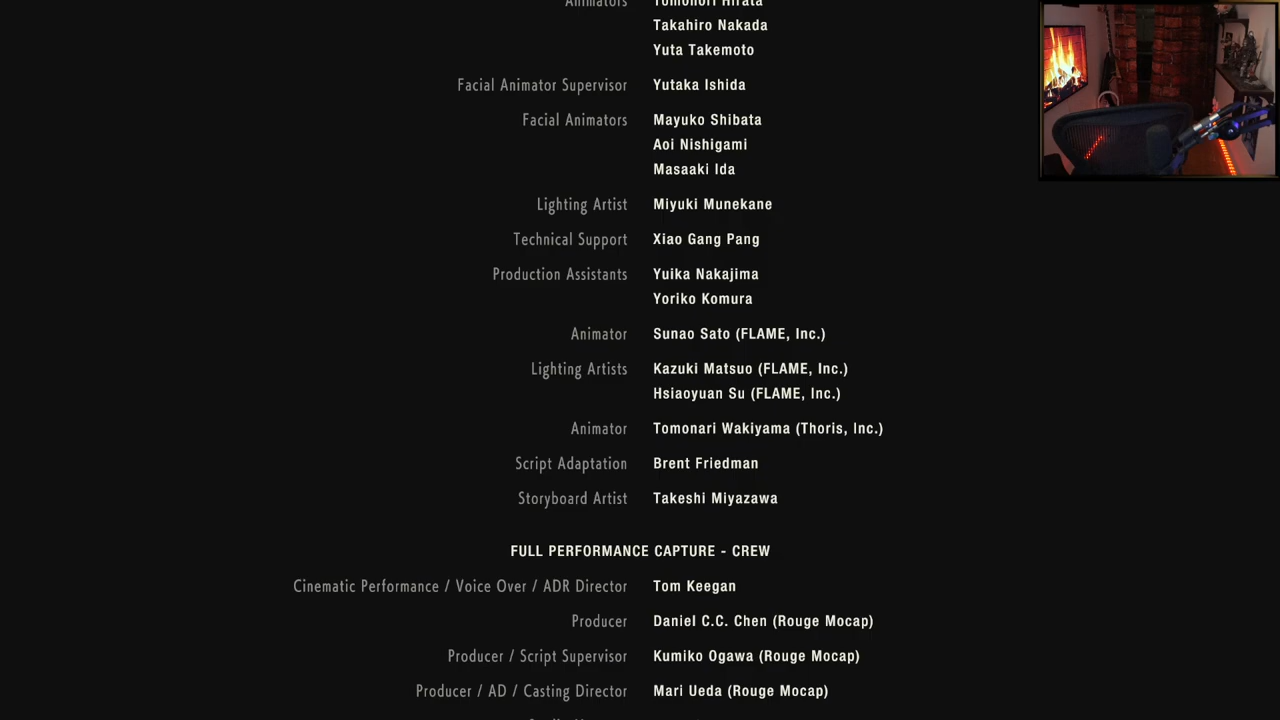 Animators Tomonori Hirata
Takahiro Nakada
Yuta Takemoto
Facial Animator Supervisor Yutaka Ishida
Facial Animators Mayuko Shibata
Aoi Nishigami
Masaaki Ida
Lighting Artist Miyuki Munekane
Technical Support Xiao Gang Pang
Production Assistants Yuika Nakajima
Yoriko Komura
Animator Sunao Sato (FLAME, Inc.)
Lighting Artists Kazuki Matsuo (FLAME, Inc.)
Hsiaoyuan Su (FLAME, Inc.)
Animator Tomonari Wakiyama (Thoris, Inc.)
Script Adaptation Brent Friedman
Storyboard Artist Takeshi Miyazawa
FULL PERFORMANCE CAPTURE - CREW
Cinematic Performance / Voice Over / ADR Director Tom Keegan
Producer Daniel C.C. Chen (Rouge Mocap)
Producer / Script Supervisor Kumiko Ogawa (Rouge Mocap)
Producer / AD / Casting Director Mari Ueda (Rouge Mocap)